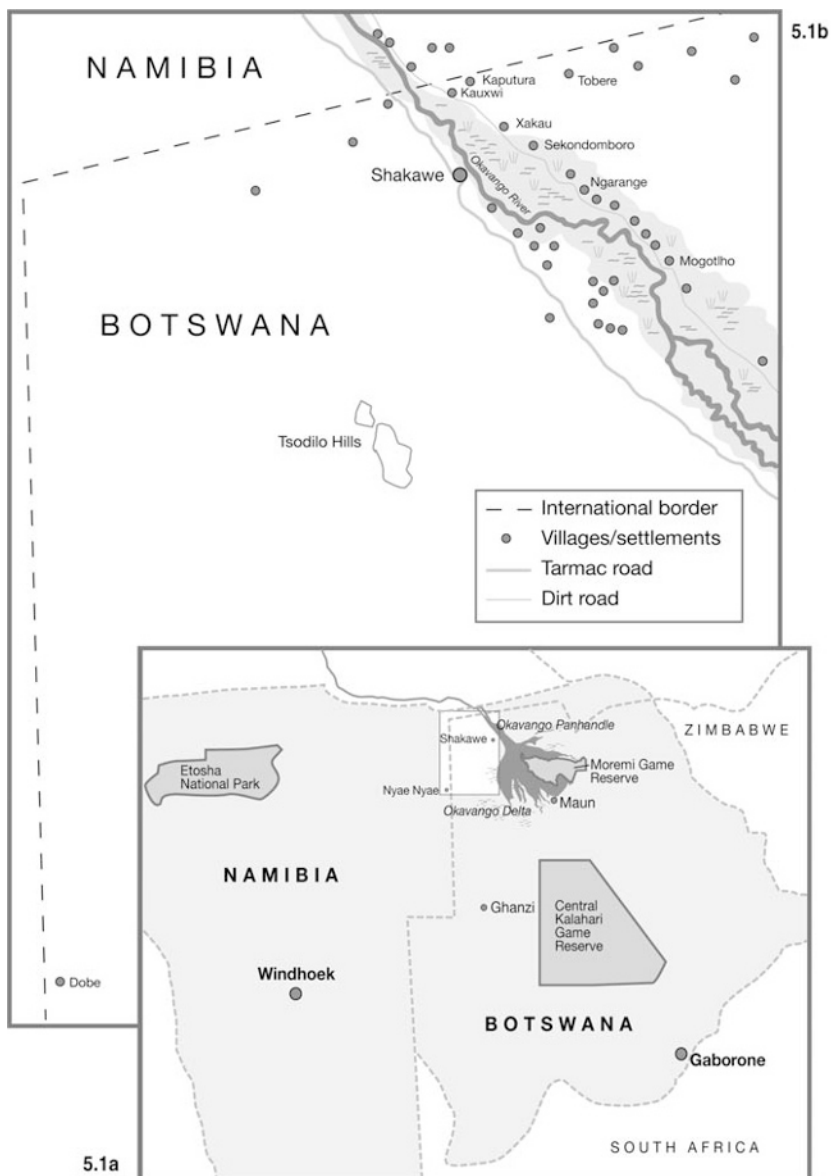 5.1b
NAMIBIA
Kaputura
Kauxwi
Tobere
Xakau
Sekondomboro
Shakawe
Okavango River
Ngarange
Mogotlho
BOTSWANA
Tsodilo Hills
International border
Villages/settlements
Tarmac road
Dirt road
Dobe
Okavango Panhandle
ZIMBABWE
Shakawe
Etosha
National Park
Moremi Game
Reserve
Nyae Nyae
Maun
Okavango Delta
NAMIBIA
Ghanzi
Central
Kalahari
Game
Reserve
Windhoek
BOTSWANA
Gaborone
SOUTH AFRICA
5.1a